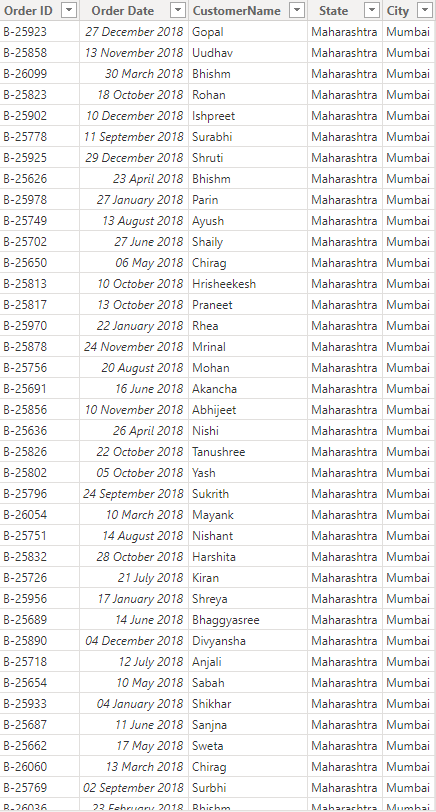 Order ID Order Date CustomerName State City
B-25923 27 December 2018 Gopal Maharashtra Mumbai
B-25858 13 November 2018 Uudhav Maharashtra Mumbai
B-26099 30 March 2018 Bhishm Maharashtra Mumbai
B-25823 18 October 2018 Rohan Maharashtra Mumbai
B-25902 10 December 2018 Ishpreet Maharashtra Mumbai
B-25778 11 September 2018 Surabhi Maharashtra Mumbai
B-25925 29 December 2018 Shruti Maharashtra Mumbai
B-25626 23 April 2018 Bhishm Maharashtra Mumbai
B-25978 27 January 2018 Parin Maharashtra Mumbai
B-25749 13 August 2018 Ayush Maharashtra Mumbai
B-25702 27 June 2018 Shaily Maharashtra Mumbai
B-25650 06 May 2018 Chirag Maharashtra Mumbai
B-25813 10 October 2018 Hrisheekesh Maharashtra Mumbai
B-25817 13 October 2018 Praneet Maharashtra Mumbai
B-25970 22 January 2018 Rhea Maharashtra Mumbai
B-25878 24 November 2018 Mrinal Maharashtra Mumbai
B-25756 20 August 2018 Mohan Maharashtra Mumbai
B-25691 16 June 2018 Akancha Maharashtra Mumbai
B-25856 10 November 2018 Abhijeet Maharashtra Mumbai
B-25636 26 April 2018 Nishi Maharashtra Mumbai
B-25826 22 October 2018 Tanushree Maharashtra Mumbai
B-25802 05 October 2018 Yash Maharashtra Mumbai
B-25796 24 September 2018 Sukrith Maharashtra Mumbai
B-26054 10 March 2018 Mayank Maharashtra Mumbai
B-25751 14 August 2018 Nishant Maharashtra Mumbai
B-25832 28 October 2018 Harshita Maharashtra Mumbai
B-25726 21 July 2018 Kiran Maharashtra Mumbai
B-25956 17 January 2018 Shreya Maharashtra Mumbai
B-25689 14 June 2018 Bhaggyasree Maharashtra Mumbai
B-25890 04 December 2018 Divyansha Maharashtra Mumbai
B-25718 12 July 2018 Anjali Maharashtra Mumbai
B-25654 10 May 2018 Sabah Maharashtra Mumbai
B-25933 04 January 2018 Shikhar Maharashtra Mumbai
B-25687 11 June 2018 Sanjna Maharashtra Mumbai
B-25662 17 May 2018 Sweta Maharashtra Mumbai
B-26060 13 March 2018 Chirag Maharashtra Mumbai
B-25769 02 September 2018 Surbhi Maharashtra Mumbai
B-26036 23 February 2018 Bhishm Maharashtra Mumbai